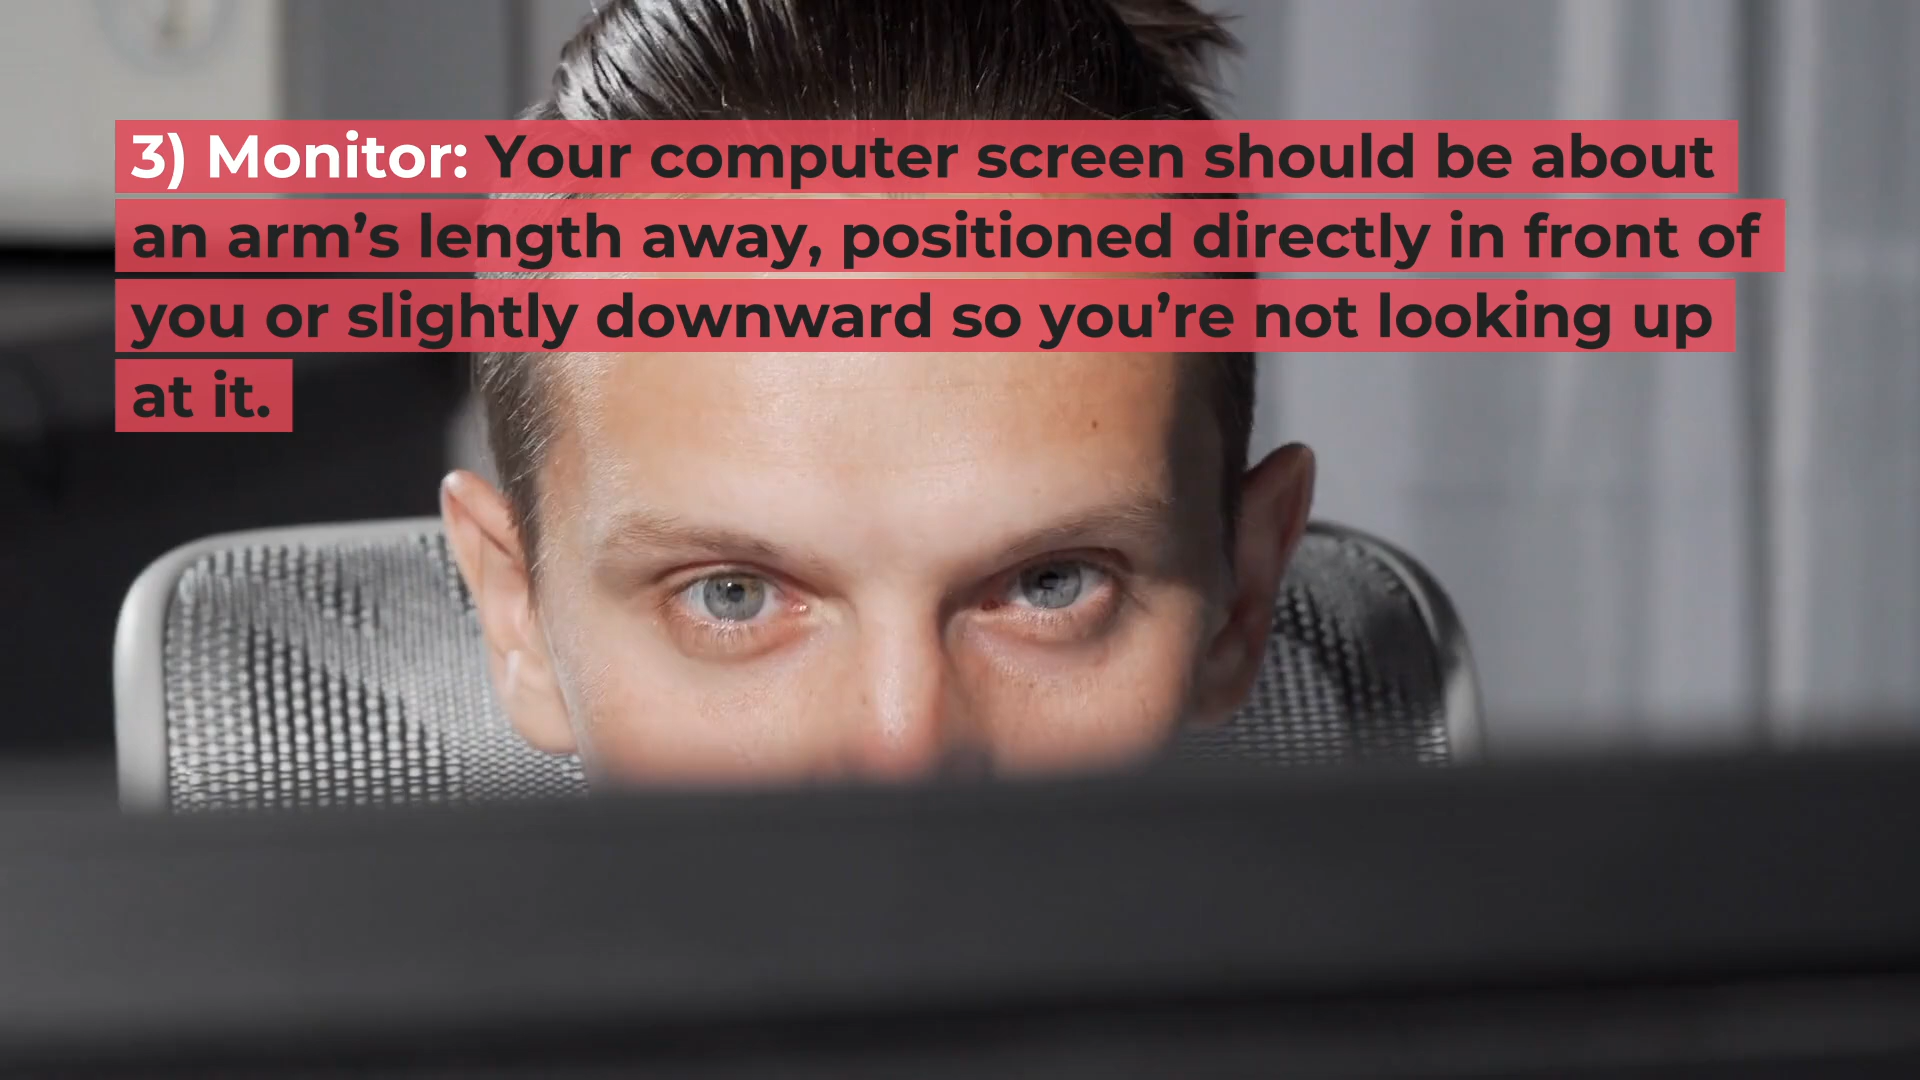 3) Monitor: Your computer screen should be about
an arm’s length away, positioned directly in front of
you or slightly downward so you’re not looking up
at it.